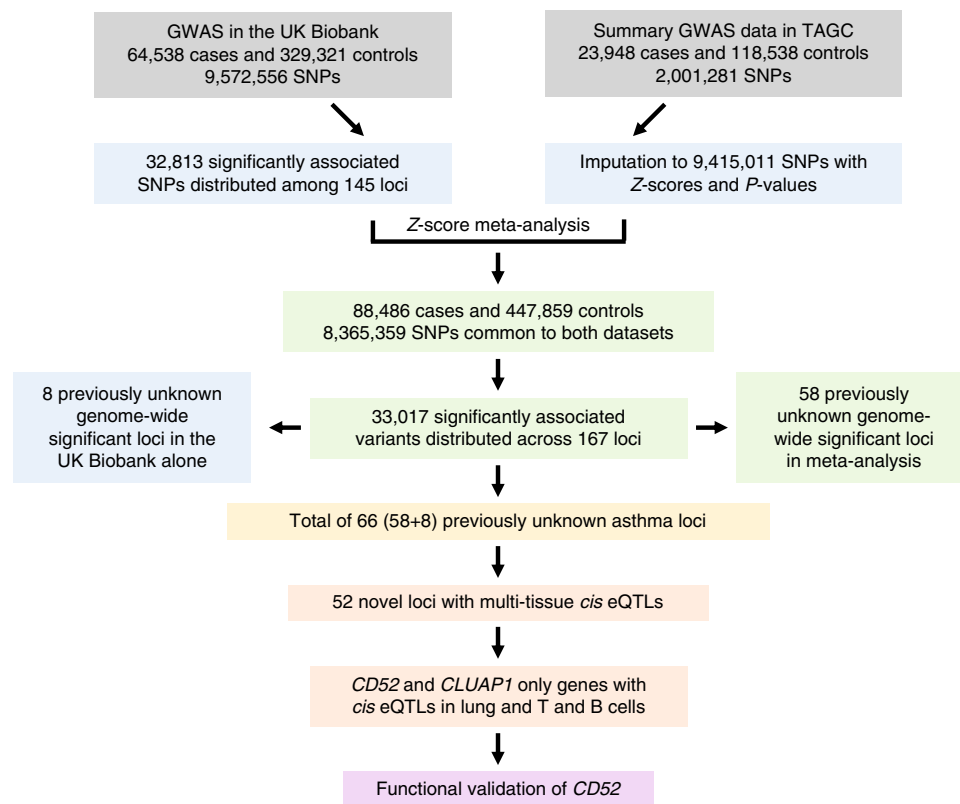 GWAS in the UK Biobank
64,538 cases and 329,321 controls
9,572,556 SNPs
Summary GWAS data in TAGC
23,948 cases and 118,538 controls
2,001,281 SNPs
32,813 significantly associated
SNPs distributed among 145 loci
Imputation to 9,415,011 SNPs with
Z-scores and P-values
Z-score meta-analysis
88,486 cases and 447,859 controls
8,365,359 SNPs common to both datasets
8 previously unknown
genome-wide
significant loci in the
UK Biobank alone
33,017 significantly associated
variants distributed across 167 loci
58 previously
unknown genome-
wide significant loci
in meta-analysis
Total of 66 (58+8) previously unknown asthma loci
52 novel loci with multi-tissue cis eQTLs
CD52 and CLUAP1 only genes with
cis eQTLs in lung and T and B cells
Functional validation of CD52